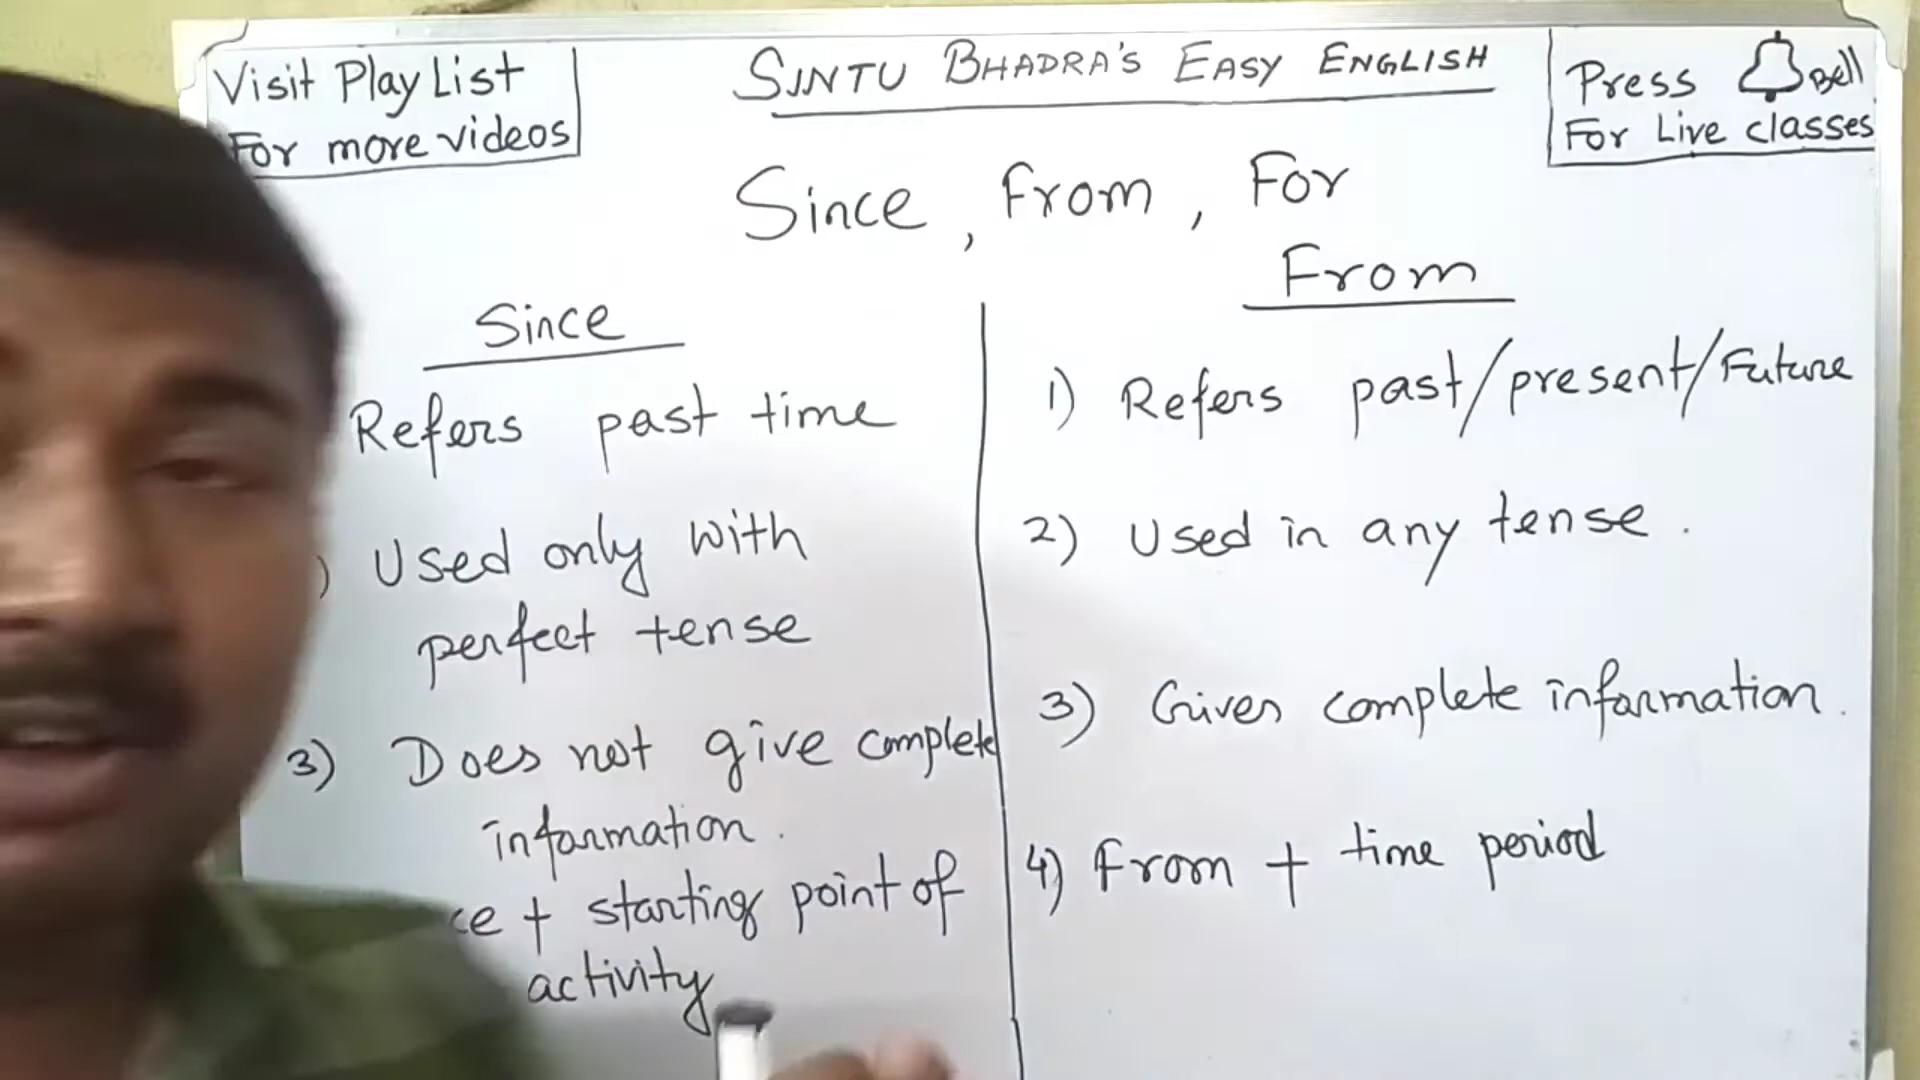 Visit Play List
For more videos
SINTU BHADRA'S EASY ENGLISH
Press Bell
For Live classes
Since, From, For
Since
Refers past time
) Used only with
perfect tense
3) Does not give complete
information.
ce + starting point of
activity
From
1) Refers past/present/Future
2) Used in any tense.
3) Gives complete information.
4) From + time period